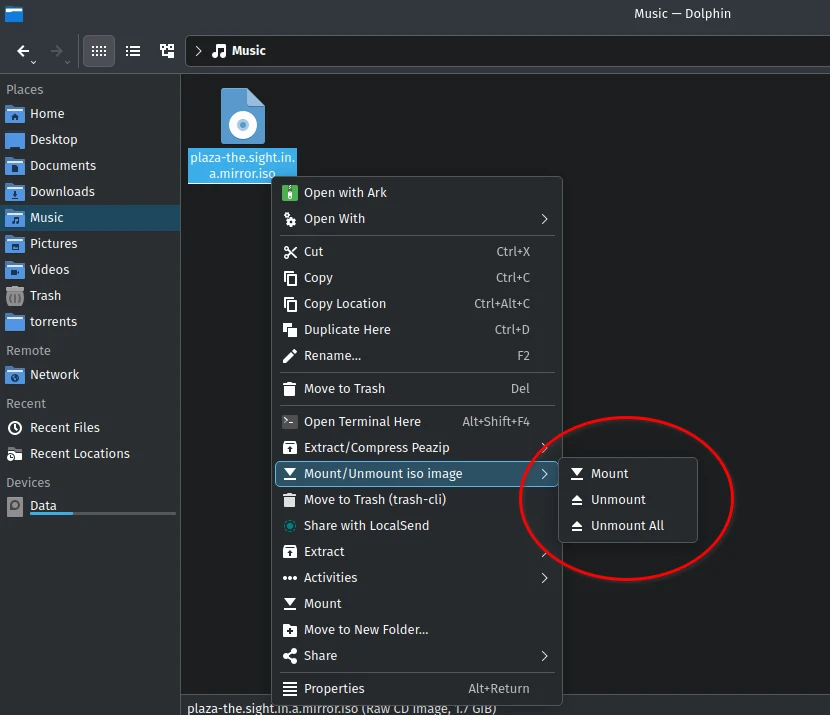 Music — Dolphin
Music
Places
Home
Desktop
Documents
Downloads
Music
Pictures
Videos
Trash
torrents
Remote
Network
Recent
Recent Files
Recent Locations
Devices
Data
plaza-the.sight.in.
a.mirror.iso
Open with Ark
Open With
Cut Ctrl+X
Copy Ctrl+C
Copy Location Ctrl+Alt+C
Duplicate Here Ctrl+D
Rename... F2
Move to Trash Del
Open Terminal Here Alt+Shift+F4
Extract/Compress Peazip
Mount/Unmount iso image
Move to Trash (trash-cli)
Share with LocalSend
Extract
Activities
Mount
Move to New Folder...
Share
Properties Alt+Return
Mount
Unmount
Unmount All
plaza-the.sight.in.a.mirror.iso (Raw CD image, 1.7 GiB)